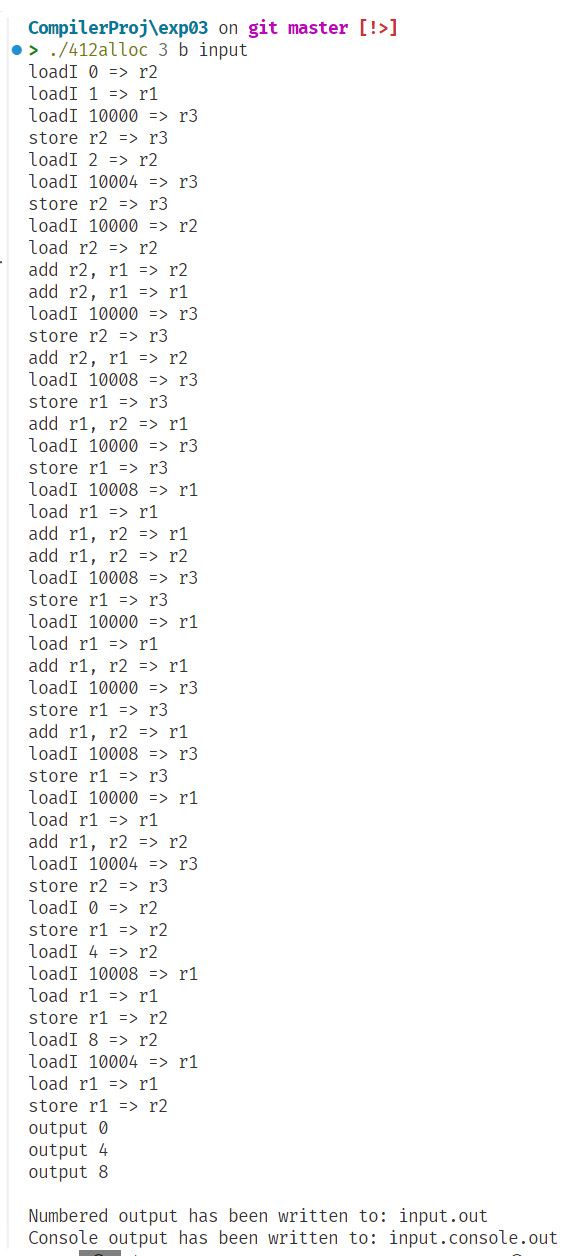 CompilerProj\exp03 on git master [!>]
> ./412alloc 3 b input
loadI 0 => r2
loadI 1 => r1
loadI 10000 => r3
store r2 => r3
loadI 2 => r2
loadI 10004 => r3
store r2 => r3
loadI 10000 => r2
load r2 => r2
add r2, r1 => r2
add r2, r1 => r1
loadI 10000 => r3
store r2 => r3
add r2, r1 => r2
loadI 10008 => r3
store r1 => r3
add r1, r2 => r1
loadI 10000 => r3
store r1 => r3
loadI 10008 => r1
load r1 => r1
add r1, r2 => r1
add r1, r2 => r2
loadI 10008 => r3
store r1 => r3
loadI 10000 => r1
load r1 => r1
add r1, r2 => r1
loadI 10000 => r3
store r1 => r3
add r1, r2 => r1
loadI 10008 => r3
store r1 => r3
loadI 10000 => r1
load r1 => r1
add r1, r2 => r2
loadI 10004 => r3
store r2 => r3
loadI 0 => r2
store r1 => r2
loadI 4 => r2
loadI 10008 => r1
load r1 => r1
store r1 => r2
loadI 8 => r2
loadI 10004 => r1
load r1 => r1
store r1 => r2
output 0
output 4
output 8
Numbered output has been written to: input.out
Console output has been written to: input.console.out